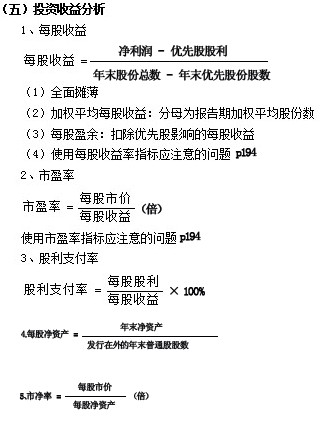 （五）投资收益分析
1、每股收益
每股收益 = 净利润 - 优先股股利
年末股份总数 - 年末优先股份股数
（1）全面摊薄
（2）加权平均每股收益：分母为报告期加权平均股份数
（3）每股盈余：扣除优先股影响的每股收益
（4）使用每股收益率指标应注意的问题 p194
2、市盈率
市盈率 = 每股市价
每股收益 （倍）
使用市盈率指标应注意的问题 p194
3、股利支付率
股利支付率 = 每股股利
每股收益 × 100%
4.每股净资产 = 年末净资产
发行在外的年末普通股股数
5.市净率 = 每股市价
每股净资产 （倍）